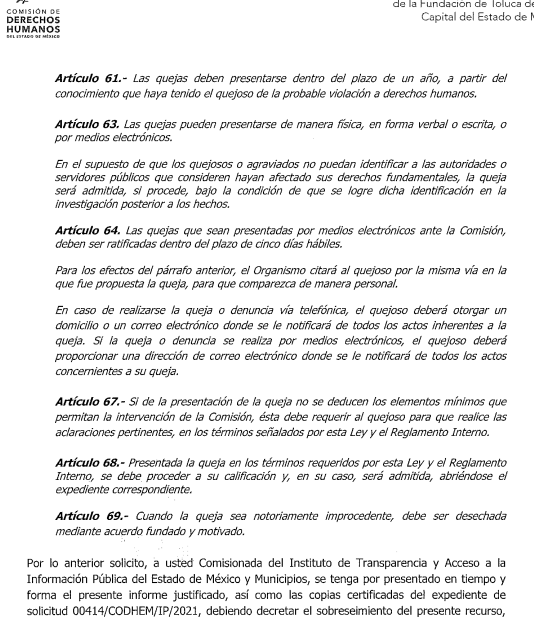 de la Fundación de Toluca de
Capital del Estado de M
COMISIÓN DE
DERECHOS
HUMANOS
DEL ESTADO DE MÉXICO
Artículo 61.- Las quejas deben presentarse dentro del plazo de un año, a partir del
conocimiento que haya tenido el quejoso de la probable violación a derechos humanos.
Artículo 63. Las quejas pueden presentarse de manera física, en forma verbal o escrita, o
por medios electrónicos.
En el supuesto de que los quejosos o agraviados no puedan identificar a las autoridades o
servidores públicos que consideren hayan afectado sus derechos fundamentales, la queja
será admitida, si procede, bajo la condición de que se logre dicha identificación en la
investigación posterior a los hechos.
Artículo 64. Las quejas que sean presentadas por medios electrónicos ante la Comisión,
deben ser ratificadas dentro del plazo de cinco días hábiles.
Para los efectos del párrafo anterior, el Organismo citará al quejoso por la misma vía en la
que fue propuesta la queja, para que comparezca de manera personal.
En caso de realizarse la queja o denuncia vía telefónica, el quejoso deberá otorgar un
domicilio o un correo electrónico donde se le notificará de todos los actos inherentes a la
queja. Si la queja o denuncia se realiza por medios electrónicos, el quejoso deberá
proporcionar una dirección de correo electrónico donde se le notificará de todos los actos
concernientes a su queja.
Artículo 67.- Si de la presentación de la queja no se deducen los elementos mínimos que
permitan la intervención de la Comisión, ésta debe requerir al quejoso para que realice las
aclaraciones pertinentes, en los términos señalados por esta Ley y el Reglamento Interno.
Artículo 68.- Presentada la queja en los términos requeridos por esta Ley y el Reglamento
Interno, se debe proceder a su calificación y, en su caso, será admitida, abriéndose el
expediente correspondiente.
Artículo 69.- Cuando la queja sea notoriamente improcedente, debe ser desechada
mediante acuerdo fundado y motivado.
Por lo anterior solicito, a usted Comisionada del Instituto de Transparencia y Acceso a la
Información Pública del Estado de México y Municipios, se tenga por presentado en tiempo y
forma el presente informe justificado, así como las copias certificadas del expediente de
solicitud 00414/CODHEM/IP/2021, debiendo decretar el sobreseimiento del presente recurso,